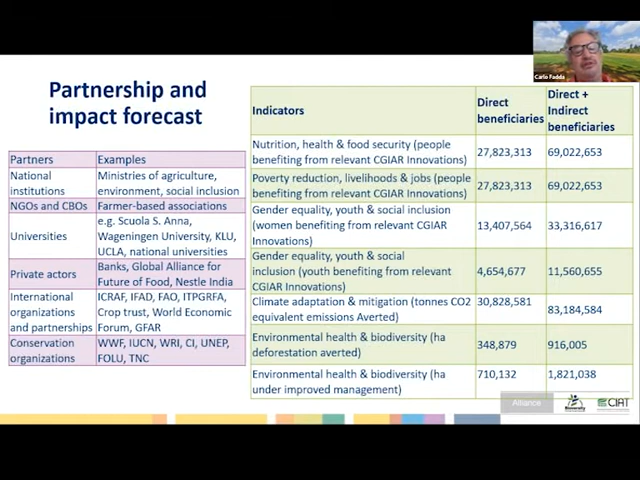 Carlo Fadda
Partnership and
impact forecast
Partners Examples
National Ministries of agriculture,
institutions environment, social inclusion
NGOs and CBOs Farmer-based associations
Universities
e.g. Scuola S. Anna,
Wageningen University, KLU,
UCLA, national universities
Private actors
Banks, Global Alliance for
Future of Food, Nestle India
International ICRAF, IFAD, FAO, ITPGRFA,
organizations Crop trust, World Economic
and partnerships Forum, GFAR
Conservation WWF, IUCN, WRI, CI, UNEP,
organizations FOLU, TNC
Indicators
Direct
beneficiaries
Direct +
Indirect
beneficiaries
Nutrition, health & food security (people
benefiting from relevant CGIAR Innovations)
27,823,313 69,022,653
Poverty reduction, livelihoods & jobs (people
benefiting from relevant CGIAR Innovations)
27,823,313 69,022,653
Gender equality, youth & social inclusion
(women benefiting from relevant CGIAR
Innovations)
13,407,564 33,316,617
Gender equality, youth & social
inclusion (youth benefiting from relevant
CGIAR Innovations)
4,654,677 11,560,655
Climate adaptation & mitigation (tonnes CO2
equivalent emissions Averted)
30,828,581 83,184,584
Environmental health & biodiversity (ha
deforestation averted)
348,879 916,005
Environmental health & biodiversity (ha
under improved management)
710,132 1,821,038
Alliance
Bioversity
CIAT